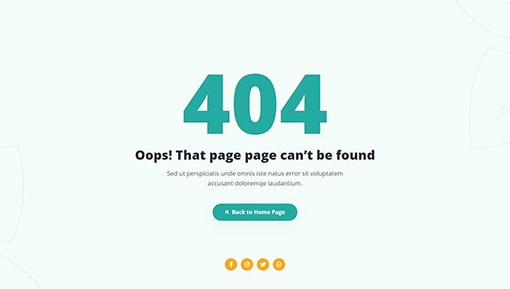 404
Oops! That page page can’t be found
Sed ut perspiciatis unde omnis iste natus error sit voluptatem
accusant doloremqe laudantium.
Back to Home Page